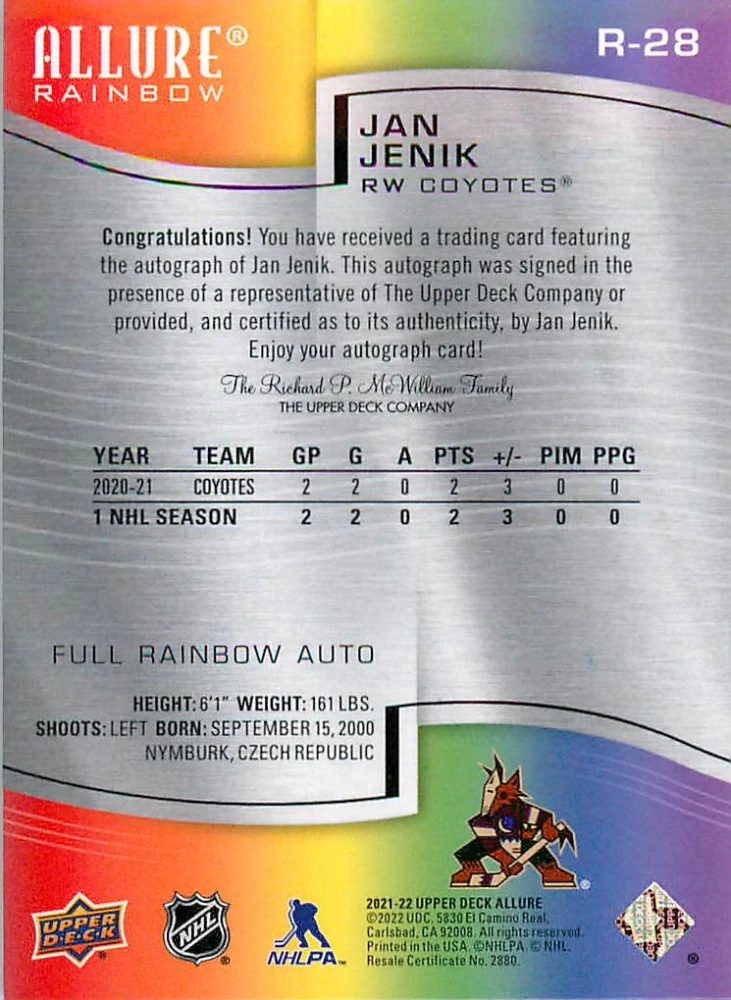 ALLURE®
RAINBOW
R-28
JAN
JENIK
RW COYOTES®
Congratulations! You have received a trading card featuring
the autograph of Jan Jenik. This autograph was signed in the
presence of a representative of The Upper Deck Company or
provided, and certified as to its authenticity, by Jan Jenik.
Enjoy your autograph card!
The Richard P. McWilliam Family
THE UPPER DECK COMPANY
YEAR TEAM GP G A PTS +/- PIM PPG
2020-21 COYOTES 2 2 0 2 3 0 0
1 NHL SEASON 2 2 0 2 3 0 0
FULL RAINBOW AUTO
HEIGHT: 6'1" WEIGHT: 161 LBS.
SHOOTS: LEFT BORN: SEPTEMBER 15, 2000
NYMBURK, CZECH REPUBLIC
UPPER
D·E·C·K
®
NHL
®
NHLPA™
®
2021-22 UPPER DECK ALLURE
©2022 UDC. 5830 El Camino Real,
Carlsbad, CA 92008. All rights reserved.
Printed in the USA. ©NHLPA. © NHL.
Resale Certificate No. 2880.
®